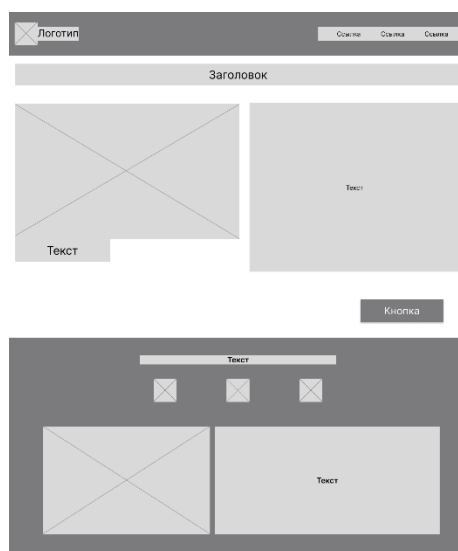 Логотип
Ссылка Ссылка Ссылка
Заголовок
Текст
Текст
Кнопка
Текст
Текст